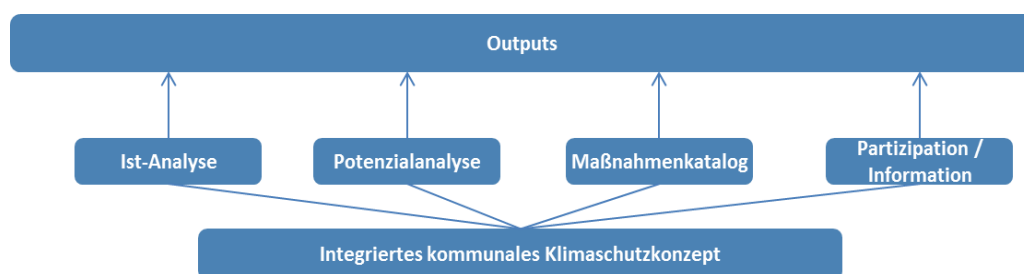 Outputs
Ist-Analyse
Potenzialanalyse
Maßnahmenkatalog
Partizipation /
Information
Integriertes kommunales Klimaschutzkonzept